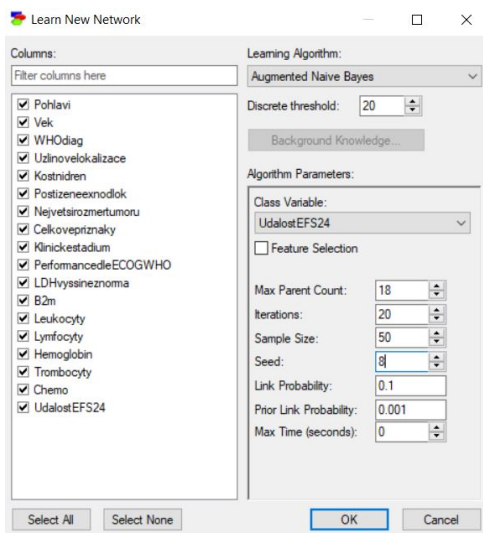 Learn New Network
Columns:
Filter columns here
Pohlavi
Vek
WHOdiag
Uzlinovelokalizace
Kostnidren
Postizeneexnodlok
Nejvetsirozmertumoru
Celkovepriznaky
Klinickestadium
PerformancedleECOGWHO
LDHvyssineznorma
B2m
Leukocyty
Lymfocyty
Hemoglobin
Trombocyty
Chemo
UdalostEFS24
Select All
Select None
Learning Algorithm:
Augmented Naive Bayes
Discrete threshold: 20
Background Knowledge...
Algorithm Parameters:
Class Variable:
UdalostEFS24
Feature Selection
Max Parent Count: 18
Iterations: 20
Sample Size: 50
Seed: 8
Link Probability: 0.1
Prior Link Probability: 0.001
Max Time (seconds): 0
OK
Cancel